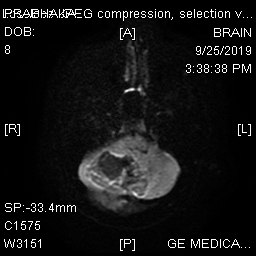 JPEG compression, selection v...
DOB:
8
[A]
BRAIN
9/25/2019
3:38:38 PM
[R]
[L]
SP:-33.4mm
C1575
W3151
[P]
GE MEDICA...